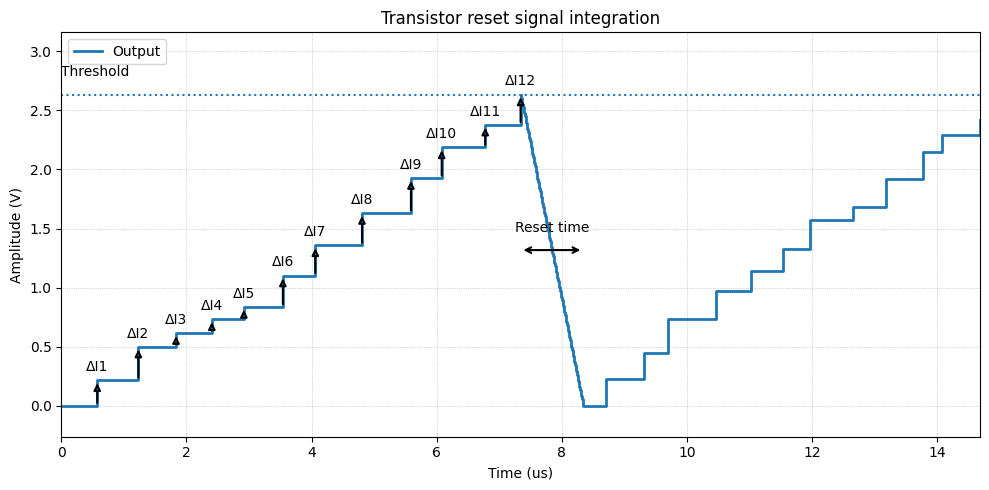 Transistor reset signal integration
Output
Threshold
ΔI12
ΔI11
ΔI10
ΔI9
ΔI8
ΔI7
ΔI6
ΔI5
ΔI4
ΔI3
ΔI2
ΔI1
Reset time
3.0
2.5
2.0
1.5
1.0
0.5
0.0
Amplitude (V)
0 2 4 6 8 10 12 14
Time (us)